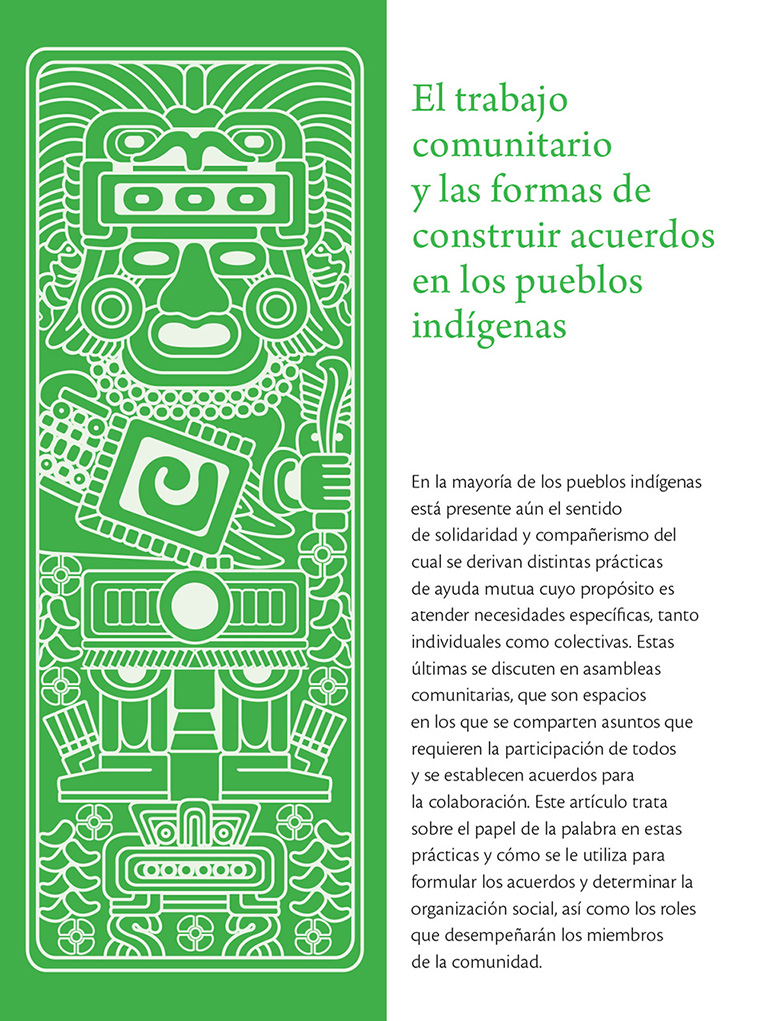 El trabajo
comunitario
y las formas de
construir acuerdos
en los pueblos
indígenas
En la mayoría de los pueblos indígenas
está presente aún el sentido
de solidaridad y compañerismo del
cual se derivan distintas prácticas
de ayuda mutua cuyo propósito es
atender necesidades específicas, tanto
individuales como colectivas. Estas
últimas se discuten en asambleas
comunitarias, que son espacios
en los que se comparten asuntos que
requieren la participación de todos
y se establecen acuerdos para
la colaboración. Este artículo trata
sobre el papel de la palabra en estas
prácticas y cómo se le utiliza para
formular los acuerdos y determinar la
organización social, así como los roles
que desempeñarán los miembros
de la comunidad.